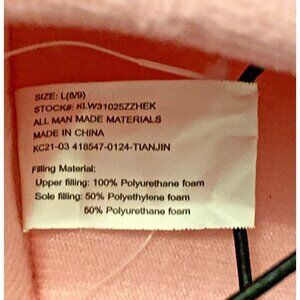 SIZE: L(8/9)
STOCK#: KLW31025ZZHEK
ALL MAN MADE MATERIALS
MADE IN CHINA
KC21-03 418547-0124-TIANJIN
Filling Material:
Upper filling: 100% Polyurethane foam
Sole filling: 50% Polyethylene foam
50% Polyurethane foam